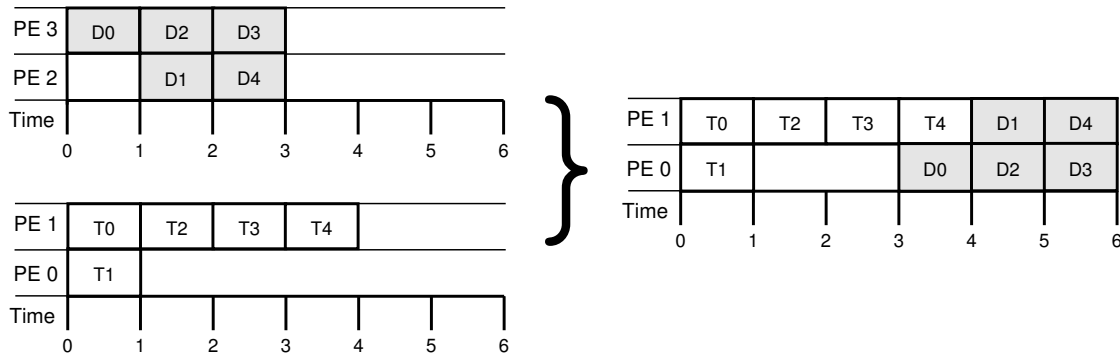 PE 3 D0 D2 D3
PE 2 D1 D4
Time
0 1 2 3 4 5 6
PE 1 T0 T2 T3 T4
PE 0 T1
Time
0 1 2 3 4 5 6
PE 1 T0 T2 T3 T4 D1 D4
PE 0 T1 D0 D2 D3
Time
0 1 2 3 4 5 6